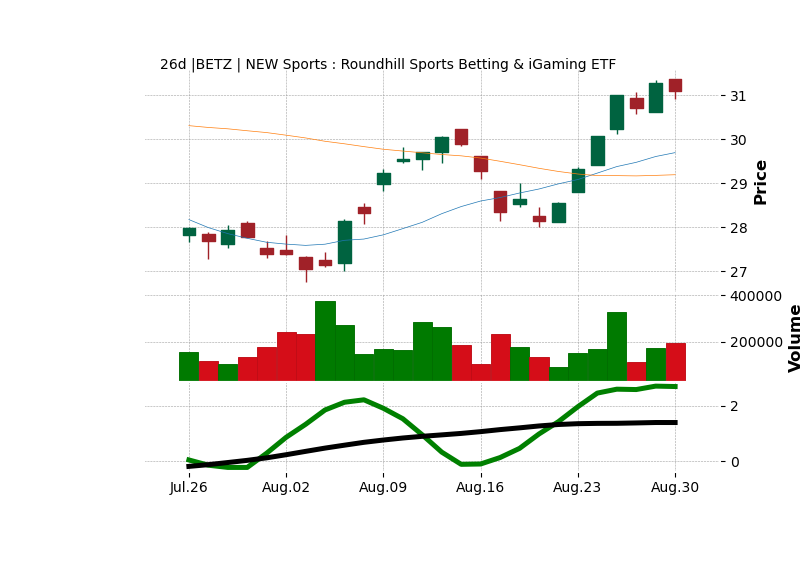 26d |BETZ | NEW Sports : Roundhill Sports Betting & iGaming ETF
31
30
29
28
27
Price
400000
200000
Volume
2
0
Jul.26 Aug.02 Aug.09 Aug.16 Aug.23 Aug.30